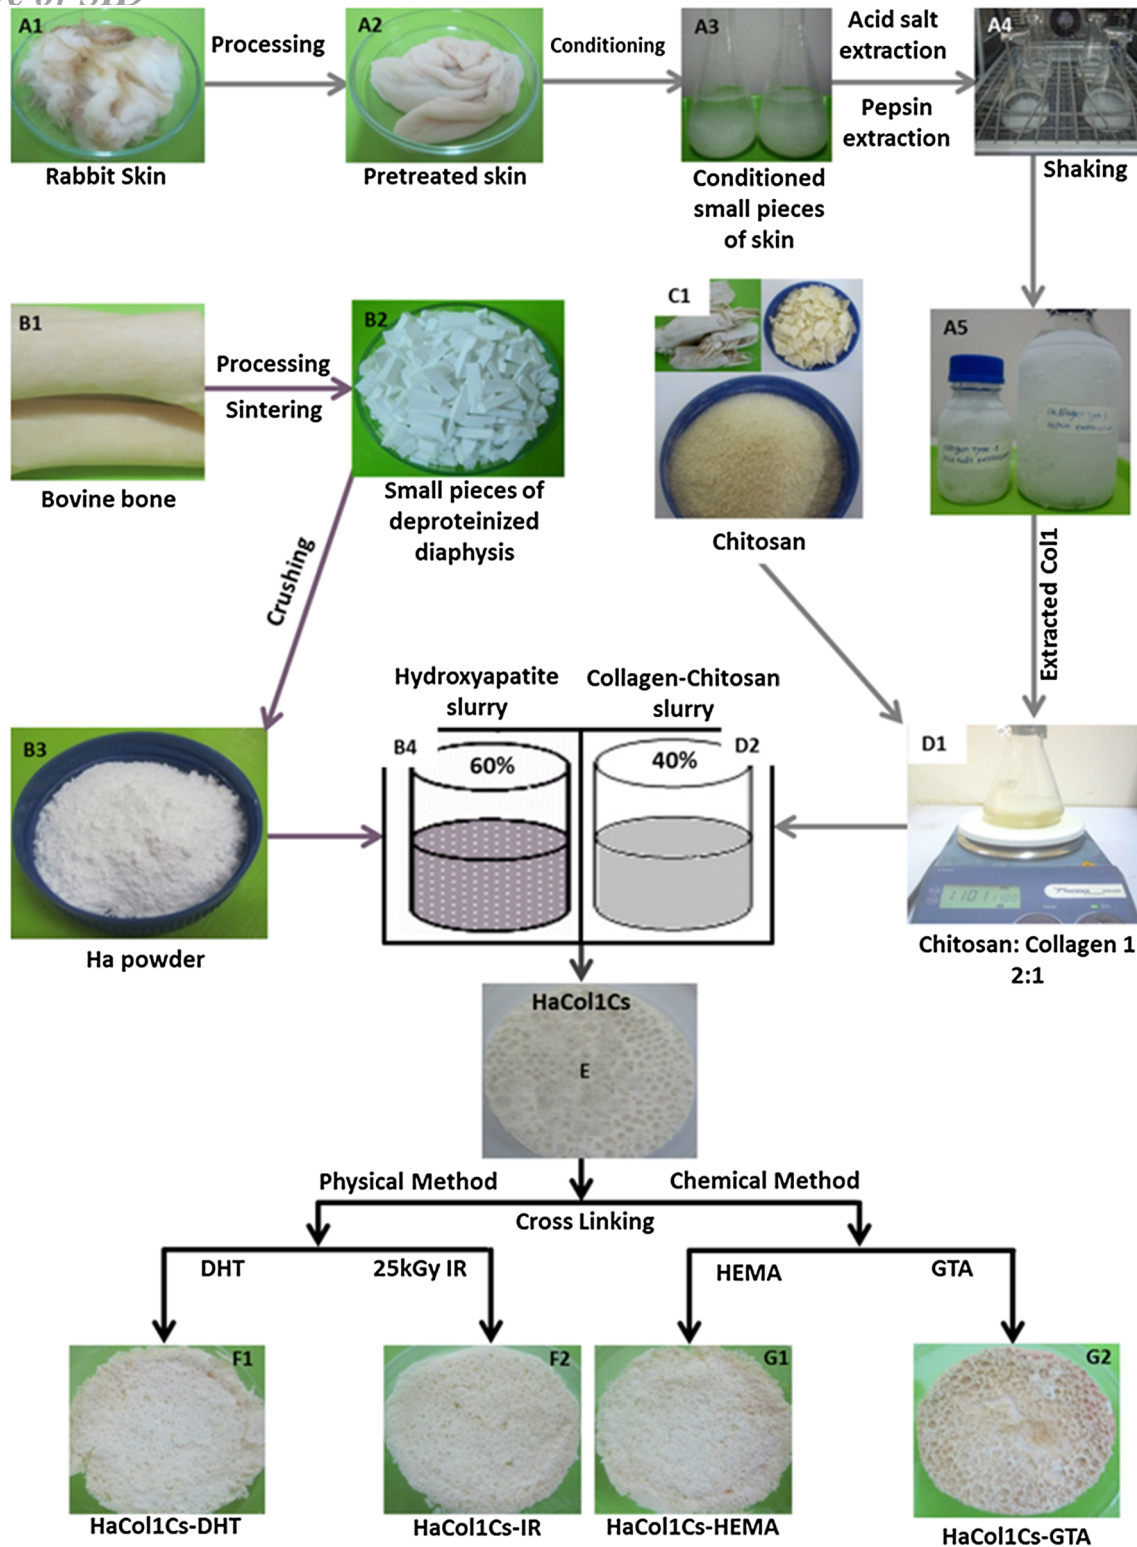 A1
Processing
A2
Conditioning
A3
Acid salt
extraction
Pepsin
extraction
A4
Rabbit Skin
Pretreated skin
Conditioned
small pieces
of skin
Shaking
B1
Processing
Sintering
B2
C1
A5
Bovine bone
Small pieces of
deproteinized
diaphysis
Chitosan
Extracted Col1
Crushing
Hydroxyapatite
slurry
Collagen-Chitosan
slurry
B3
B4
60%
40%
D2
D1
Ha powder
Chitosan: Collagen 1
2:1
HaCol1Cs
E
Physical Method
Chemical Method
Cross Linking
DHT
25kGy IR
HEMA
GTA
F1
F2
G1
G2
HaCol1Cs-DHT
HaCol1Cs-IR
HaCol1Cs-HEMA
HaCol1Cs-GTA